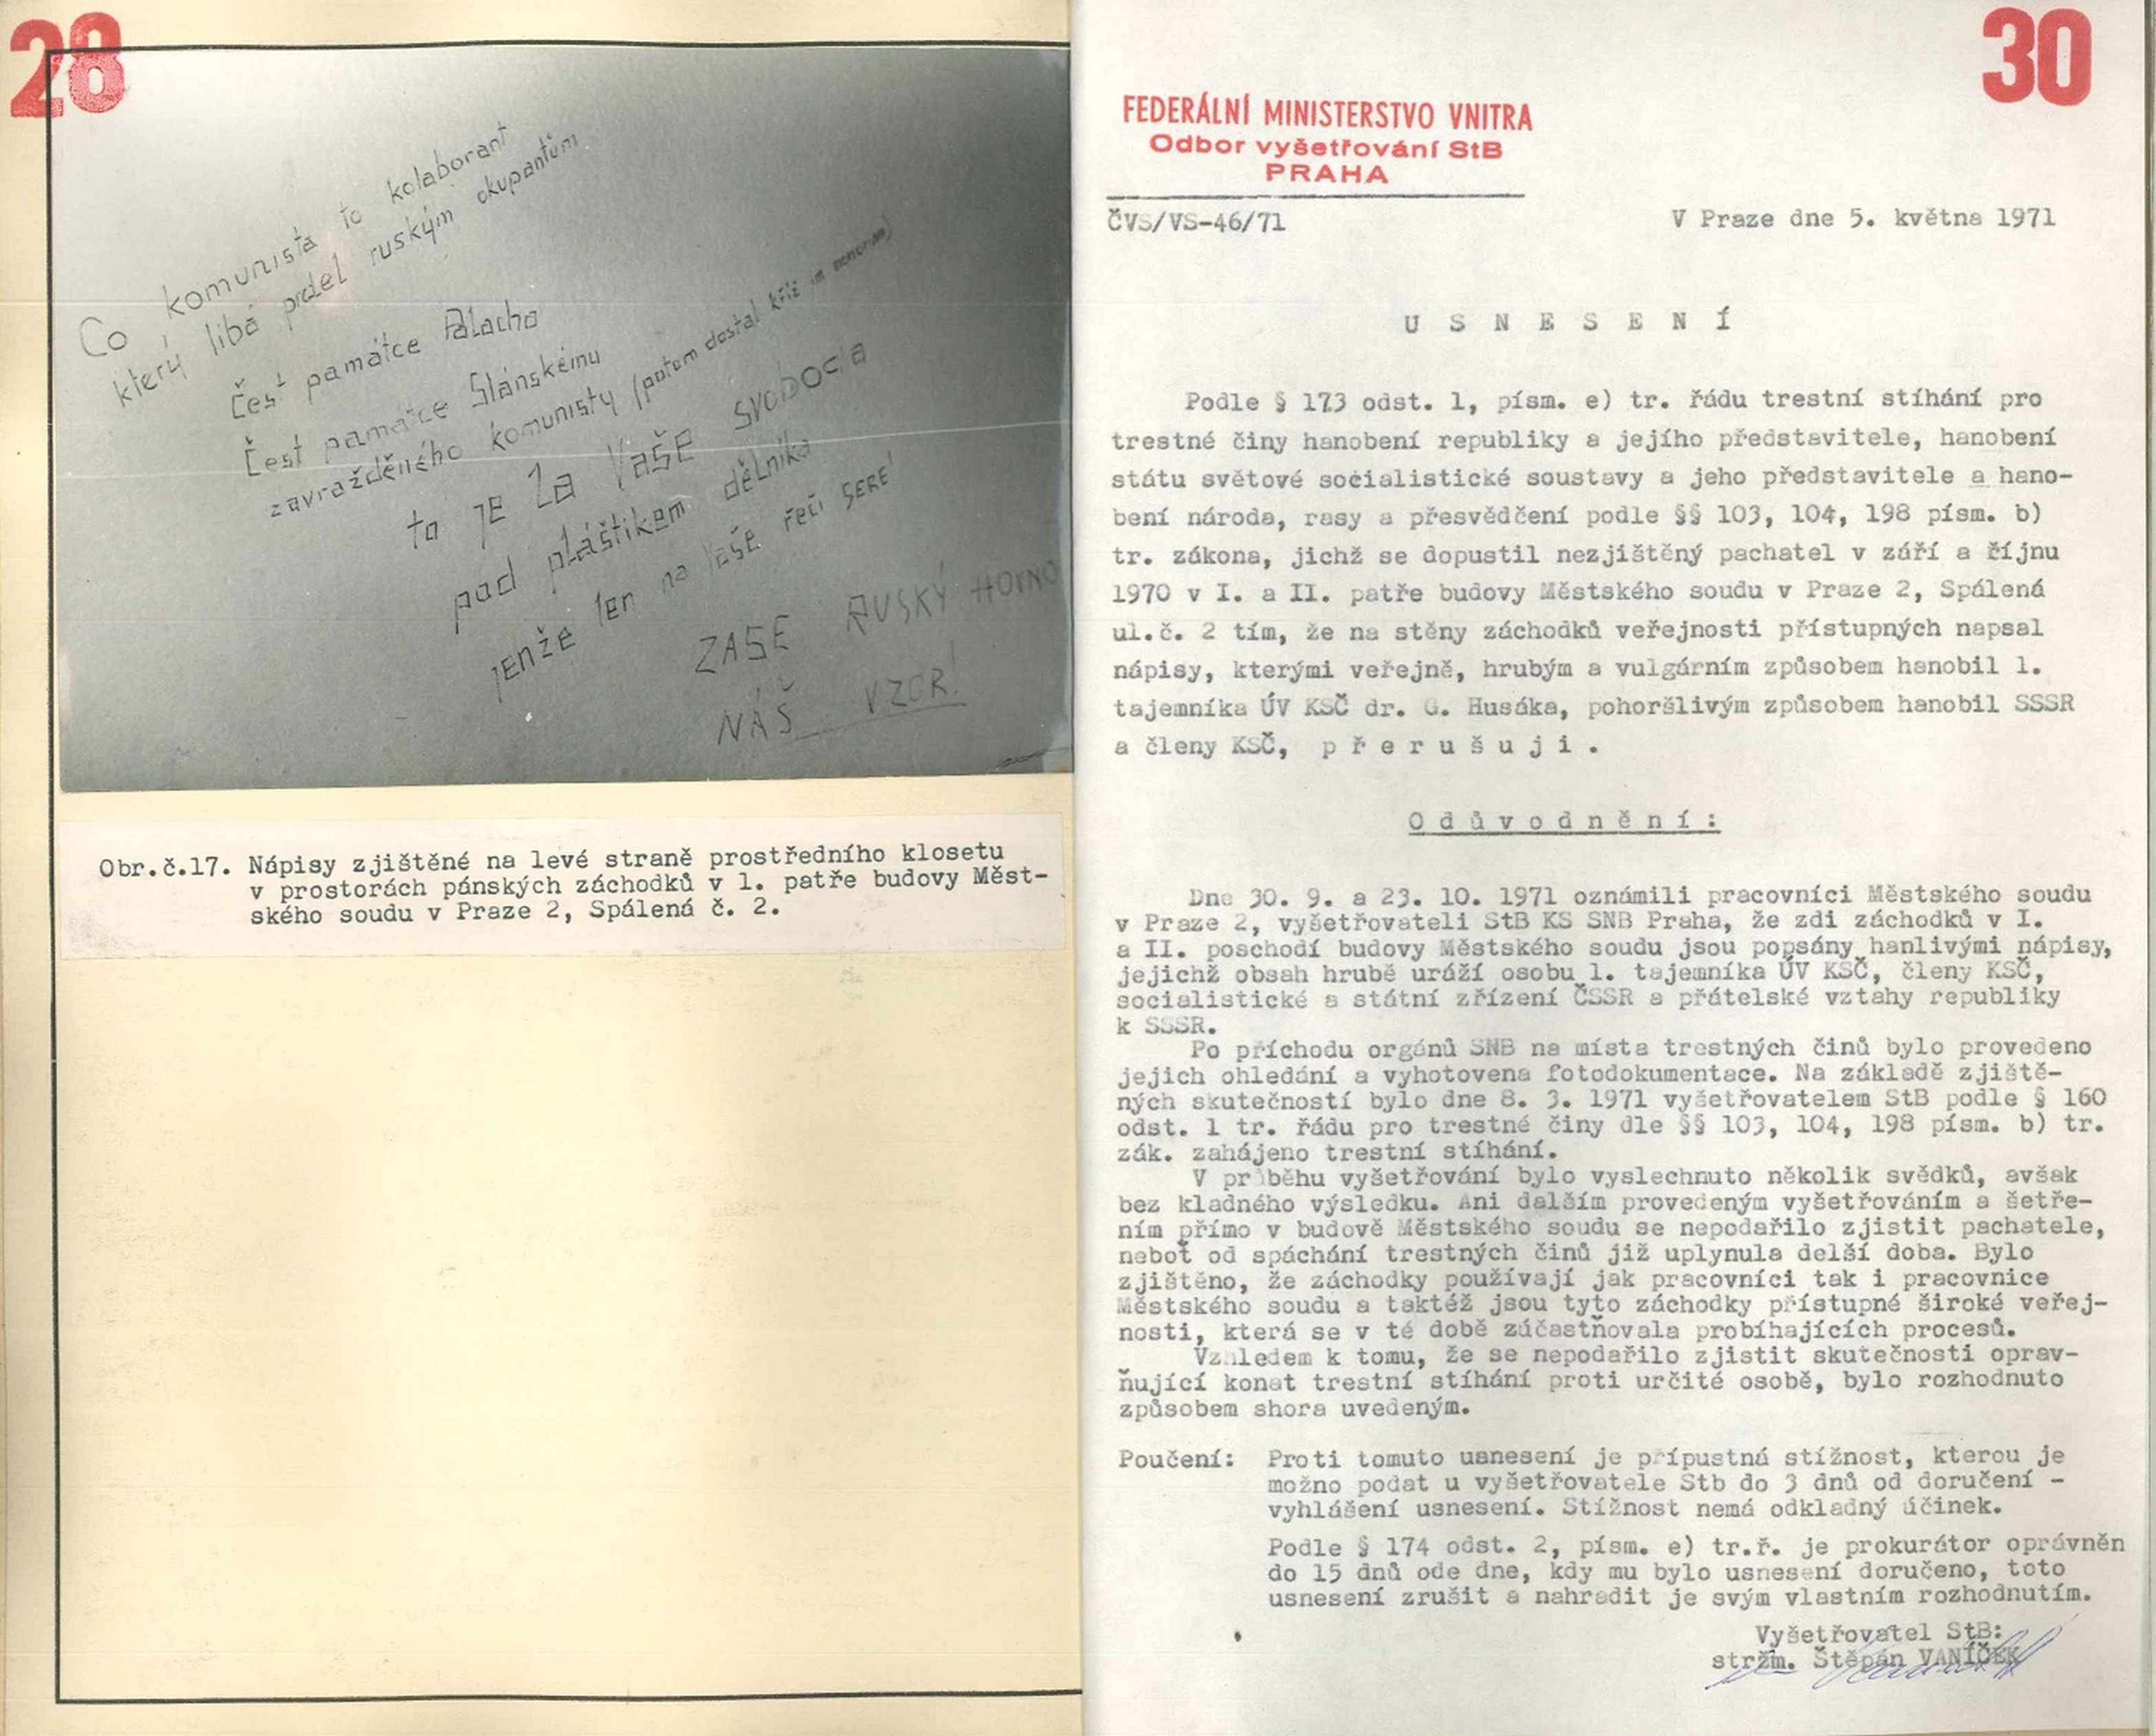 28
Co komunista to kolaborant
který líbá prdel ruským okupantům
Čest památce Palacha
Čest památce Slánskému
zavražděného komunisty (potom dostal kříž in memoriam)
to je ta Vaše SVOBOda
pod pláštíkem dělníka
jenže ten na Vaše řeči SERE!
ZASE RUSKÝ HOVNO
NÁŠ VZOR!
Obr.č.17. Nápisy zjištěné na levé straně prostředního klosetu
v prostorách pánských záchodků v 1. patře budovy Měst-
ského soudu v Praze 2, Spálená č. 2.
30
FEDERÁLNÍ MINISTERSTVO VNITRA
Odbor vyšetřování StB
PRAHA
ČVS/VS-46/71 V Praze dne 5. května 1971
U S N E S E N Í
Podle § 173 odst. 1, písm. e) tr. řádu trestní stíhání pro
trestné činy hanobení republiky a jejího představitele, hanobení
státu světové socialistické soustavy a jeho představitele a hano-
bení národa, rasy a přesvědčení podle §§ 103, 104, 198 písm. b)
tr. zákona, jichž se dopustil nezjištěný pachatel v září a říjnu
1970 v I. a II. patře budovy Městského soudu v Praze 2, Spálená
ul.č. 2 tím, že na stěny záchodků veřejnosti přístupných napsal
nápisy, kterými veřejně, hrubým a vulgárním způsobem hanobil 1.
tajemníka ÚV KSČ dr. G. Husáka, pohoršlivým způsobem hanobil SSSR
a členy KSČ, p ř e r u š u j i .
O d ů v o d n ě n í :
Dne 30. 9. a 23. 10. 1971 oznámili pracovníci Městského soudu
v Praze 2, vyšetřovateli StB KS SNB Praha, že zdi záchodků v I.
a II. poschodí budovy Městského soudu jsou popsány hanlivými nápisy,
jejichž obsah hrubě uráží osobu 1. tajemníka ÚV KSČ, členy KSČ,
socialistické a státní zřízení ČSSR a přátelské vztahy republiky
k SSSR.
Po příchodu orgánů SNB na místa trestných činů bylo provedeno
jejich ohledání a vyhotovena fotodokumentace. Na základě zjiště-
ných skutečností bylo dne 8. 3. 1971 vyšetřovatelem StB podle § 160
odst. 1 tr. řádu pro trestné činy dle §§ 103, 104, 198 písm. b) tr.
zák. zahájeno trestní stíhání.
V průběhu vyšetřování bylo vyslechnuto několik svědků, avšak
bez kladného výsledku. Ani dalším provedeným vyšetřováním a šetře-
ním přímo v budově Městského soudu se nepodařilo zjistit pachatele,
neboť od spáchání trestných činů již uplynula delší doba. Bylo
zjištěno, že záchodky používají jak pracovníci tak i pracovnice
Městského soudu a taktéž jsou tyto záchodky přístupné široké veřej-
nosti, která se v té době zúčastňovala probíhajících procesů.
Vzhledem k tomu, že se nepodařilo zjistit skutečnosti oprav-
ňující konat trestní stíhání proti určité osobě, bylo rozhodnuto
způsobem shora uvedeným.
Poučení: Proti tomuto usnesení je přípustná stížnost, kterou je
možno podat u vyšetřovatele Stb do 3 dnů od doručení -
vyhlášení usnesení. Stížnost nemá odkladný účinek.
Podle § 174 odst. 2, písm. e) tr.ř. je prokurátor oprávněn
do 15 dnů ode dne, kdy mu bylo usnesení doručeno, toto
usnesení zrušit a nahradit je svým vlastním rozhodnutím.
Vyšetřovatel StB:
stržm. Štěpán VANÍČEK